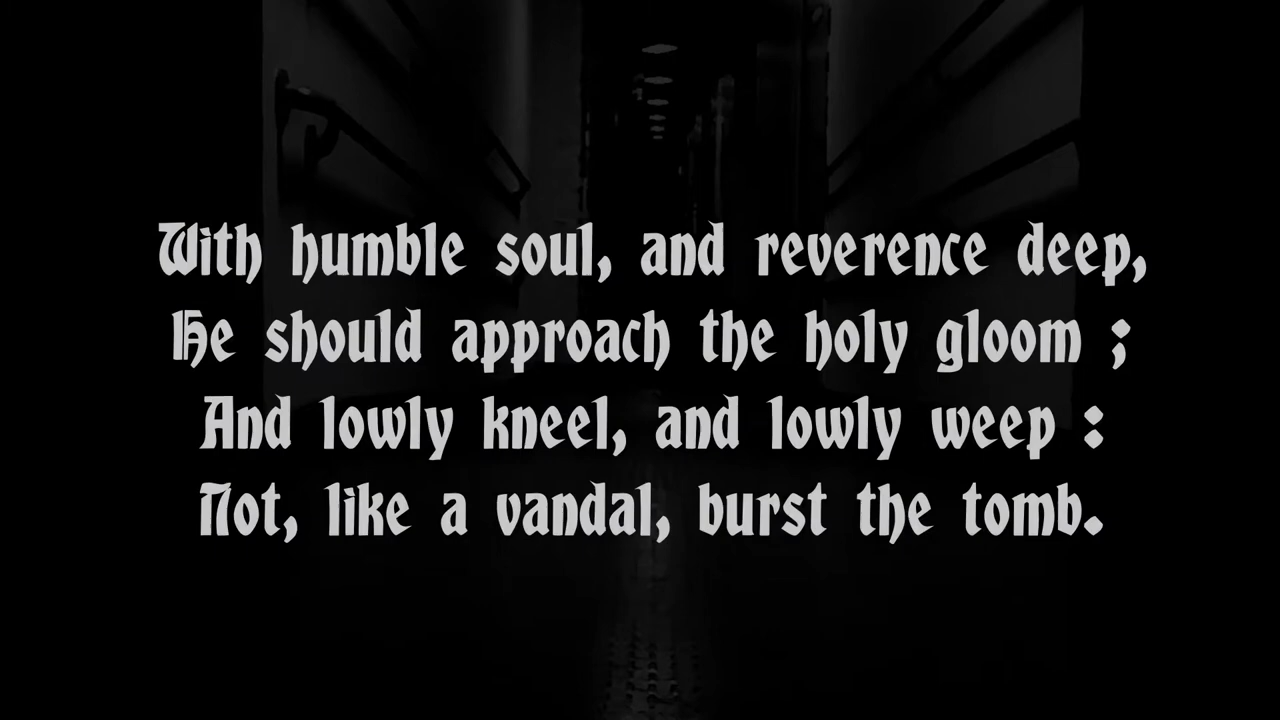 With humble soul, and reverence deep,
He should approach the holy gloom ;
And lowly kneel, and lowly weep :
Not, like a vandal, burst the tomb.